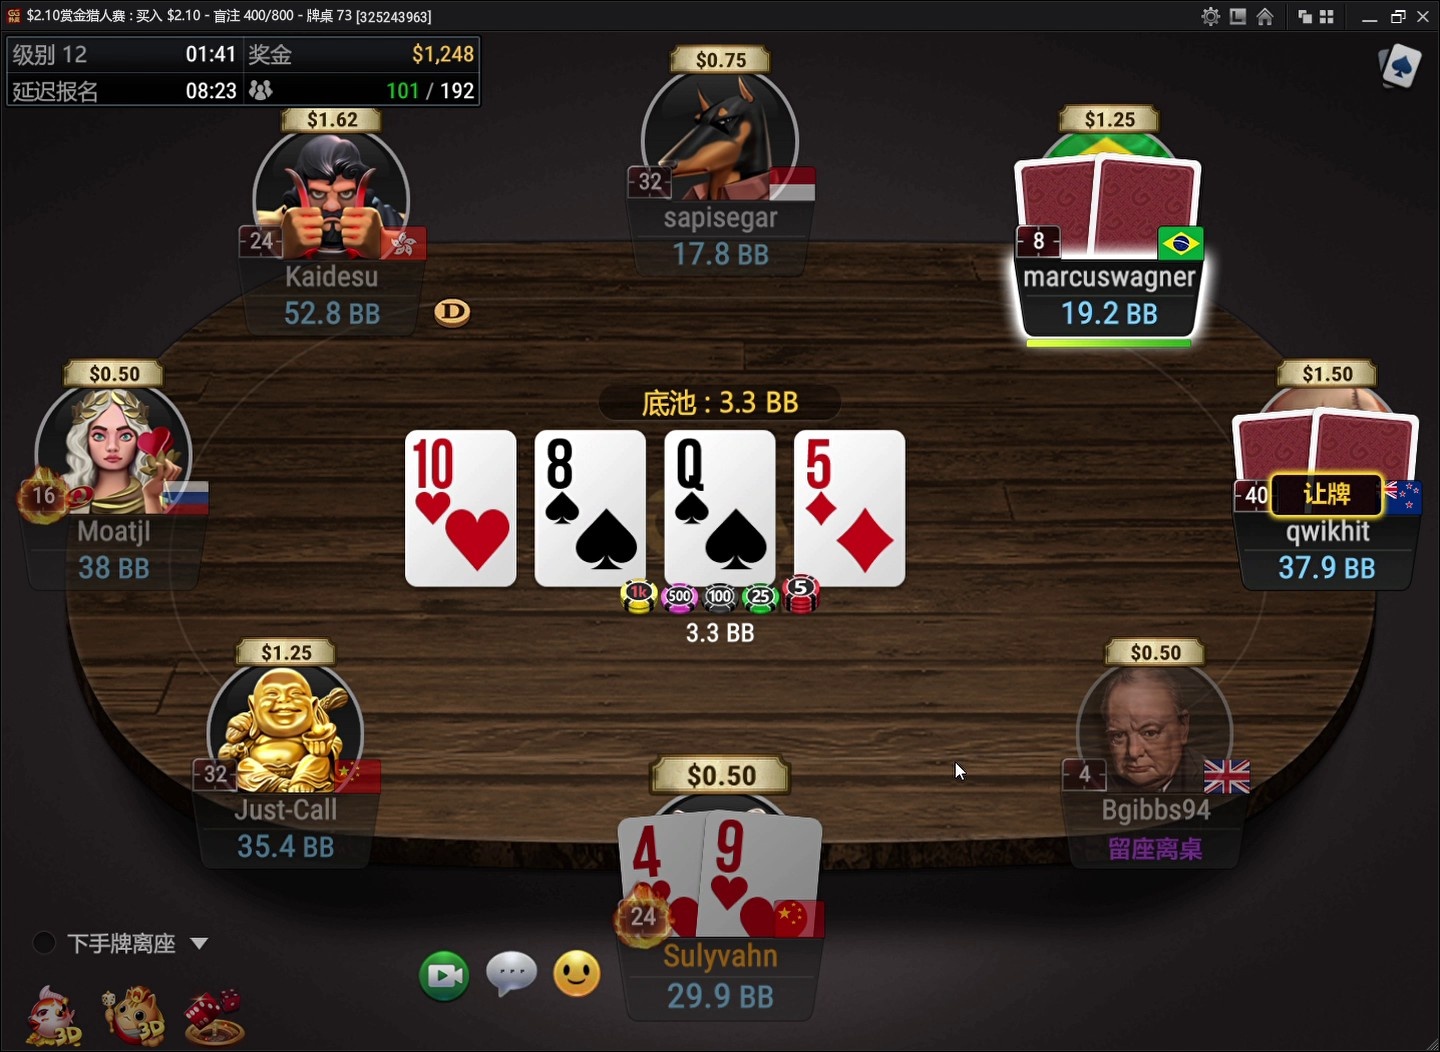 $2.10赏金猎人赛 : 买入 $2.10 - 盲注 400/800 - 牌桌 73 [325243963]
级别 12 01:41 奖金 $1,248
延迟报名 08:23 101 / 192
$0.75
32
sapisegar
17.8 BB
$1.62
24
Kaidesu
52.8 BB
D
$1.25
8
marcuswagner
19.2 BB
$0.50
16
Moatjl
38 BB
底池 : 3.3 BB
10 8 Q 5
1k 500 100 25 5
3.3 BB
$1.50
40
让牌
qwikhit
37.9 BB
$1.25
32
Just-Call
35.4 BB
$0.50
4 9
24
Sulyvahn
29.9 BB
$0.50
4
Bgibbs94
留座离桌
下手牌离座
3D 3D